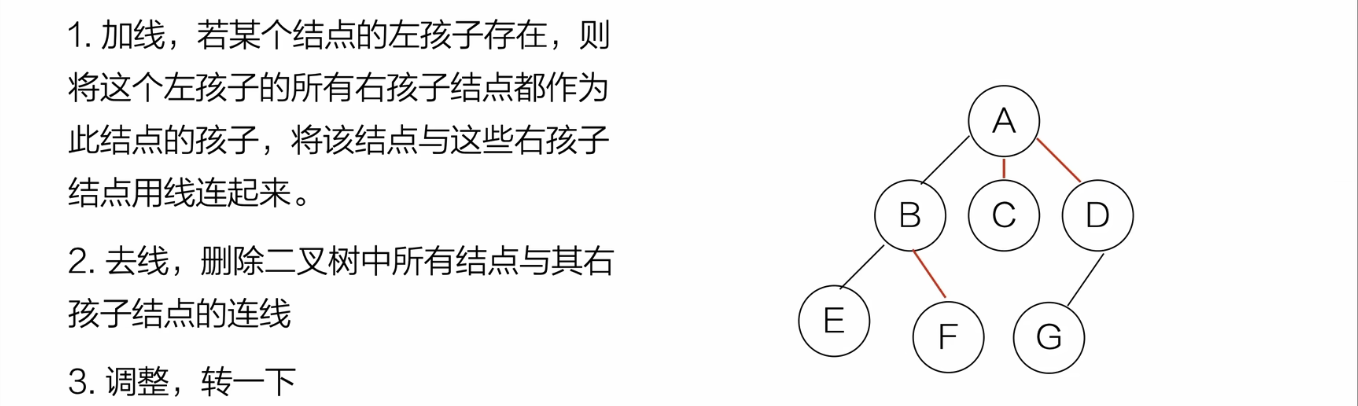 1. 加线，若某个结点的左孩子存在，则
将这个左孩子的所有右孩子结点都作为
此结点的孩子，将该结点与这些右孩子
结点用线连起来。
2. 去线，删除二叉树中所有结点与其右
孩子结点的连线
3. 调整，转一下
A
B C D
E F G